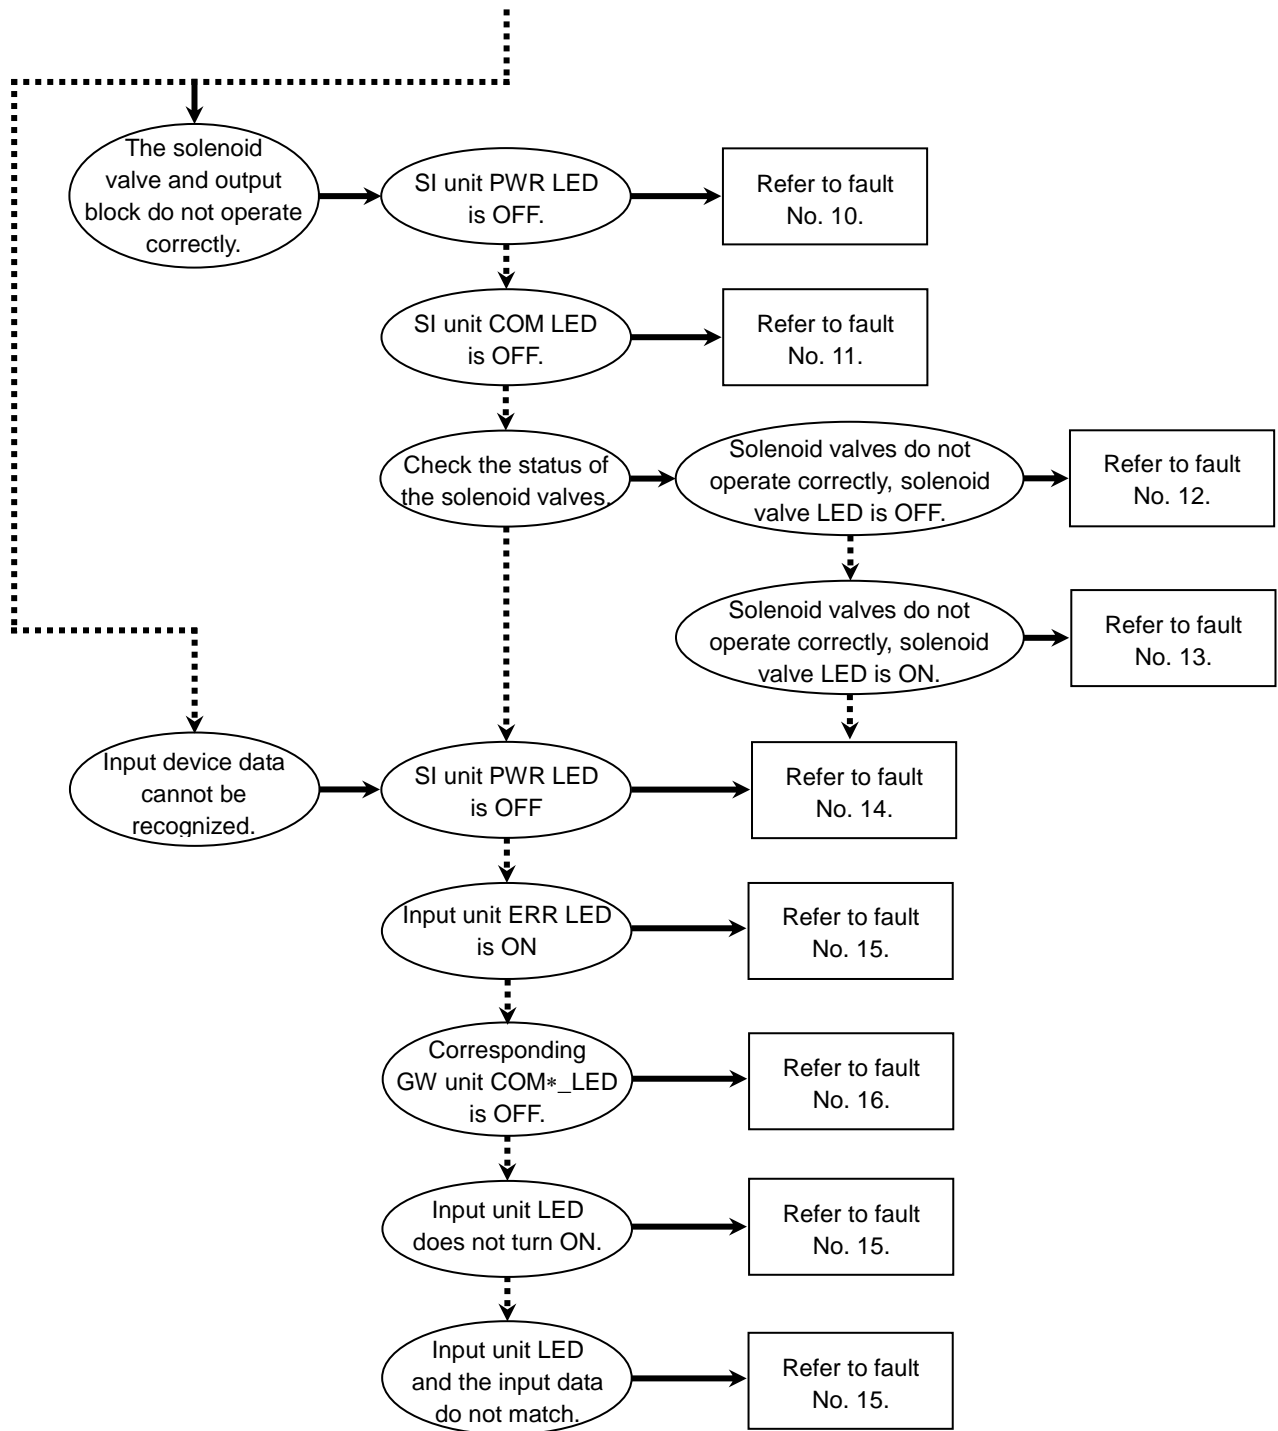 The solenoid
valve and output
block do not operate
correctly.
SI unit PWR LED
is OFF.
Refer to fault
No. 10.
SI unit COM LED
is OFF.
Refer to fault
No. 11.
Check the status of
the solenoid valves.
Solenoid valves do not
operate correctly, solenoid
valve LED is OFF.
Refer to fault
No. 12.
Solenoid valves do not
operate correctly, solenoid
valve LED is ON.
Refer to fault
No. 13.
Input device data
cannot be
recognized.
SI unit PWR LED
is OFF
Refer to fault
No. 14.
Input unit ERR LED
is ON
Refer to fault
No. 15.
Corresponding
GW unit COM*_LED
is OFF.
Refer to fault
No. 16.
Input unit LED
does not turn ON.
Refer to fault
No. 15.
Input unit LED
and the input data
do not match.
Refer to fault
No. 15.